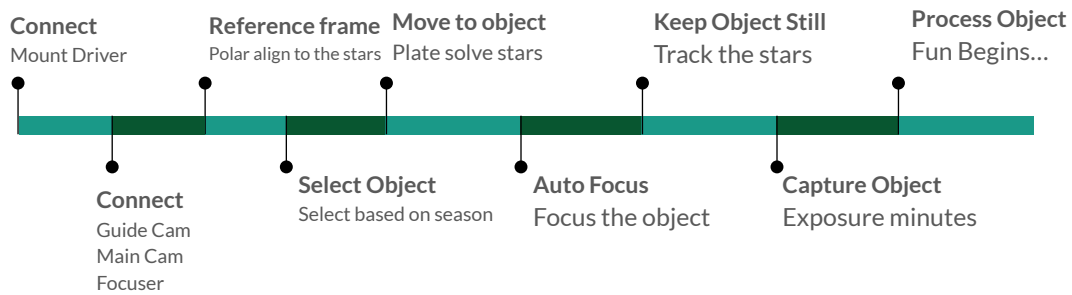 Connect
Mount Driver
Reference frame
Polar align to the stars
Move to object
Plate solve stars
Keep Object Still
Track the stars
Process Object
Fun Begins...
Connect
Guide Cam
Main Cam
Focuser
Select Object
Select based on season
Auto Focus
Focus the object
Capture Object
Exposure minutes